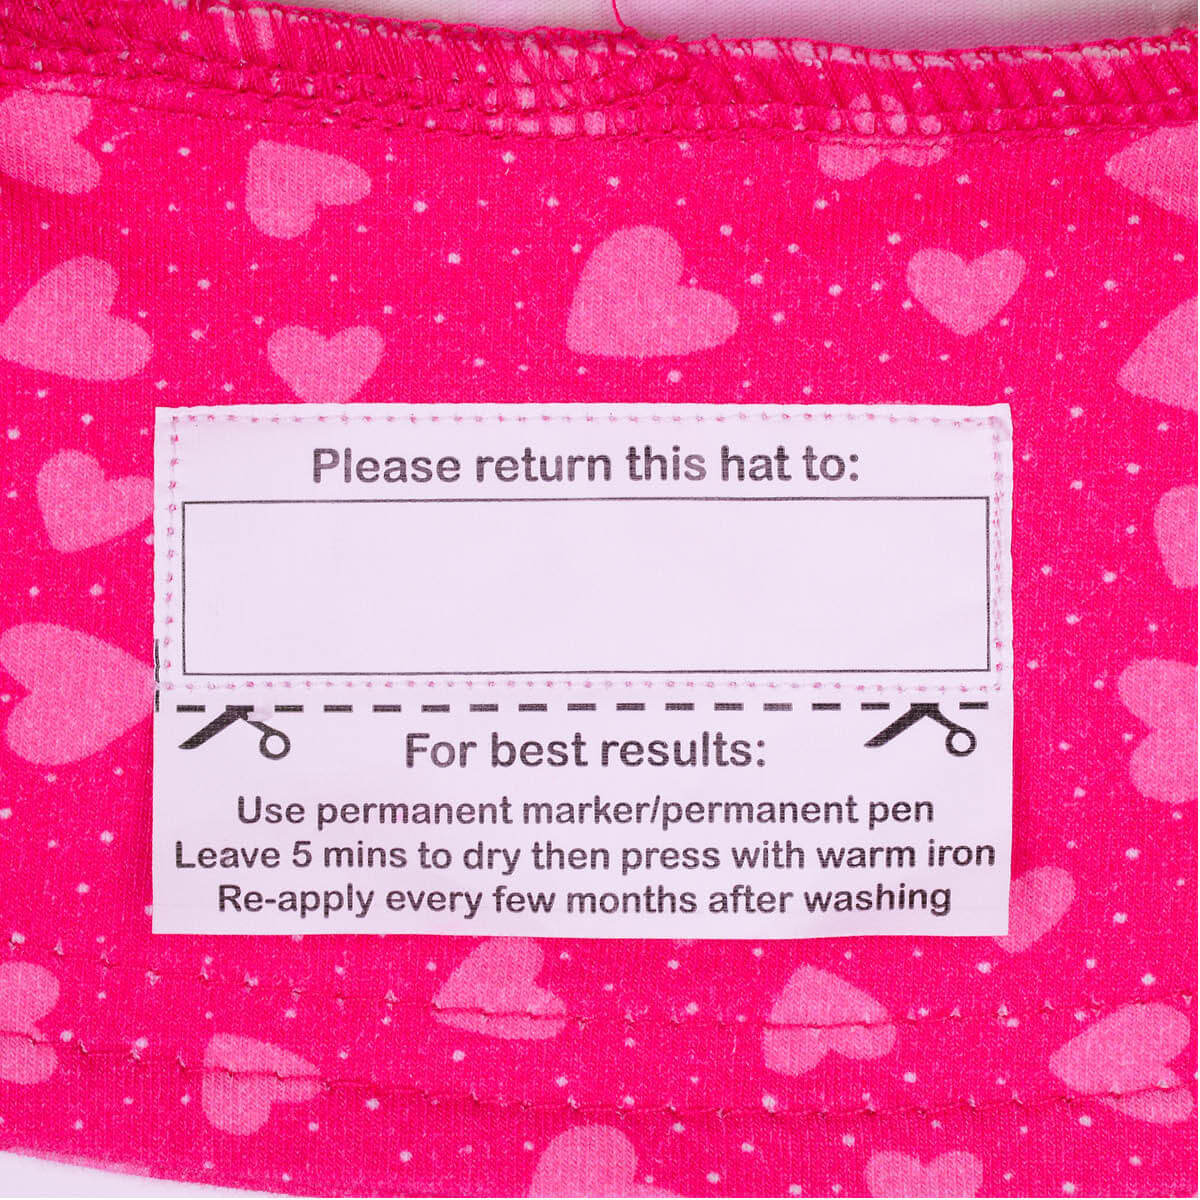 Please return this hat to:
For best results:
Use permanent marker/permanent pen
Leave 5 mins to dry then press with warm iron
Re-apply every few months after washing